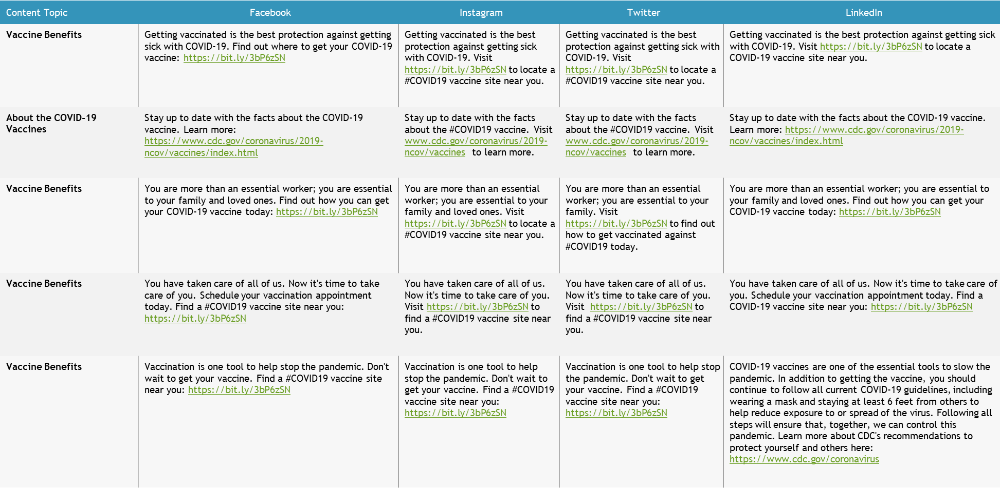 Content Topic
Facebook
Instagram
Twitter
LinkedIn
Vaccine Benefits
Getting vaccinated is the best protection against getting
sick with COVID-19. Find out where to get your COVID-19
vaccine: https://bit.ly/3bP6zSN
Getting vaccinated is the best
protection against getting sick
with COVID-19. Visit
https://bit.ly/3bP6zSN to locate a
#COVID19 vaccine site near you.
Getting vaccinated is the best
protection against getting sick with
COVID-19. Visit
https://bit.ly/3bP6zSN to locate a
#COVID19 vaccine site near you.
Getting vaccinated is the best protection against getting sick
with COVID-19. Visit https://bit.ly/3bP6zSN to locate a
COVID-19 vaccine site near you.
About the COVID-19
Vaccines
Stay up to date with the facts about the COVID-19
vaccine. Learn more:
https://www.cdc.gov/coronavirus/2019-
ncov/vaccines/index.html
Stay up to date with the facts
about the #COVID19 vaccine. Visit
www.cdc.gov/coronavirus/2019-
ncov/vaccines to learn more.
Stay up to date with the facts
about the #COVID19 vaccine. Visit
www.cdc.gov/coronavirus/2019-
ncov/vaccines to learn more.
Stay up to date with the facts about the COVID-19 vaccine.
Learn more: https://www.cdc.gov/coronavirus/2019-
ncov/vaccines/index.html
Vaccine Benefits
You are more than an essential worker; you are essential
to your family and loved ones. Find out how you can get
your COVID-19 vaccine today: https://bit.ly/3bP6zSN
You are more than an essential
worker; you are essential to your
family and loved ones. Visit
https://bit.ly/3bP6zSN to locate a
#COVID19 vaccine site near you.
You are more than an essential
worker; you are essential to your
family. Visit
https://bit.ly/3bP6zSN to find out
how to get vaccinated against
#COVID19 today.
You are more than an essential worker; you are essential to
your family and loved ones. Find out how you can get your
COVID-19 vaccine today: https://bit.ly/3bP6zSN
Vaccine Benefits
You have taken care of all of us. Now it's time to take
care of you. Schedule your vaccination appointment
today. Find a #COVID19 vaccine site near you:
https://bit.ly/3bP6zSN
You have taken care of all of us.
Now it's time to take care of you.
Visit https://bit.ly/3bP6zSN to
find a #COVID19 vaccine site near
you.
You have taken care of all of us.
Now it's time to take care of you.
Visit https://bit.ly/3bP6zSN to
find a #COVID19 vaccine site near
you.
You have taken care of all of us. Now it's time to take care of
you. Schedule your vaccination appointment today. Find a
COVID-19 vaccine site near you: https://bit.ly/3bP6zSN
Vaccine Benefits
Vaccination is one tool to help stop the pandemic. Don't
wait to get your vaccine. Find a #COVID19 vaccine site
near you: https://bit.ly/3bP6zSN
Vaccination is one tool to help
stop the pandemic. Don't wait to
get your vaccine. Find a #COVID19
vaccine site near you:
https://bit.ly/3bP6zSN
Vaccination is one tool to help stop
the pandemic. Don't wait to get
your vaccine. Find a #COVID19
vaccine site near you:
https://bit.ly/3bP6zSN
COVID-19 vaccines are one of the essential tools to slow the
pandemic. In addition to getting the vaccine, you should
continue to follow all current COVID-19 guidelines, including
wearing a mask and staying at least 6 feet from others to
help reduce exposure to or spread of the virus. Following all
steps will ensure that, together, we can control this
pandemic. Learn more about CDC's recommendations to
protect yourself and others here:
https://www.cdc.gov/coronavirus